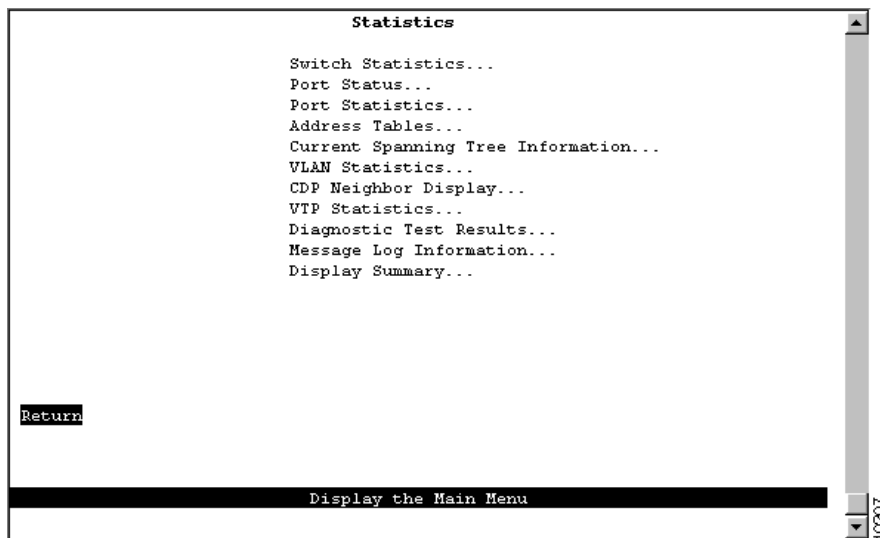 Statistics
Switch Statistics...
Port Status...
Port Statistics...
Address Tables...
Current Spanning Tree Information...
VLAN Statistics...
CDP Neighbor Display...
VTP Statistics...
Diagnostic Test Results...
Message Log Information...
Display Summary...
Return
Display the Main Menu